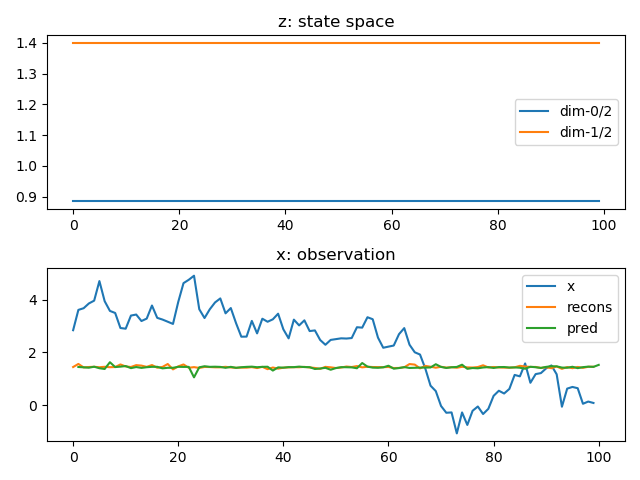 z: state space
1.4
1.3
1.2
1.1
1.0
0.9
dim-0/2
dim-1/2
0 20 40 60 80 100
x: observation
4
2
0
x
recons
pred
0 20 40 60 80 100